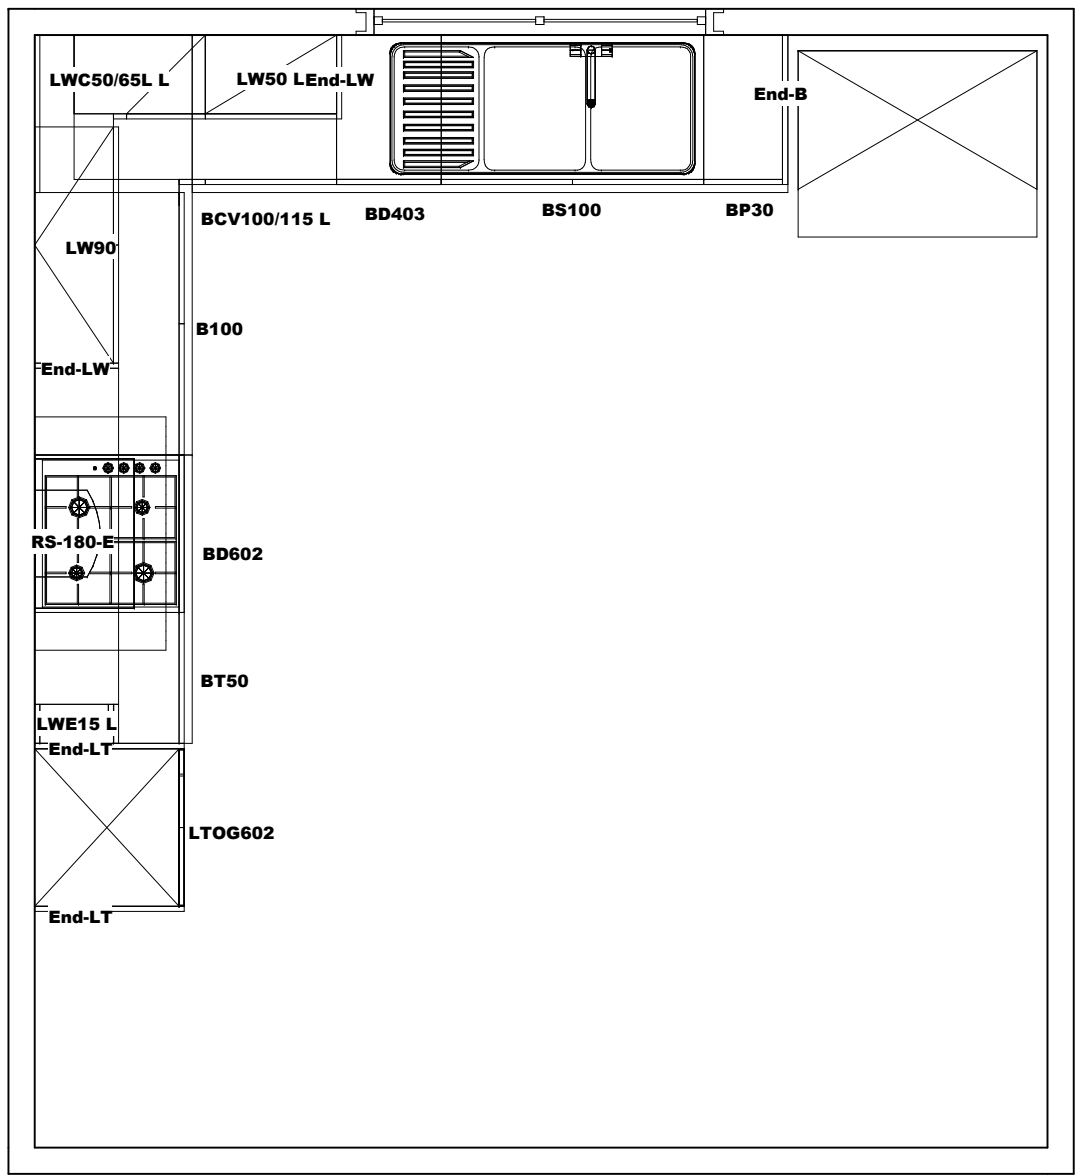 LWC50/65L L
LW50 L
End-LW
End-B
BCV100/115 L
BD403
BS100
BP30
LW90
B100
End-LW
RS-180-E
BD602
BT50
LWE15 L
End-LT
LTOG602
End-LT